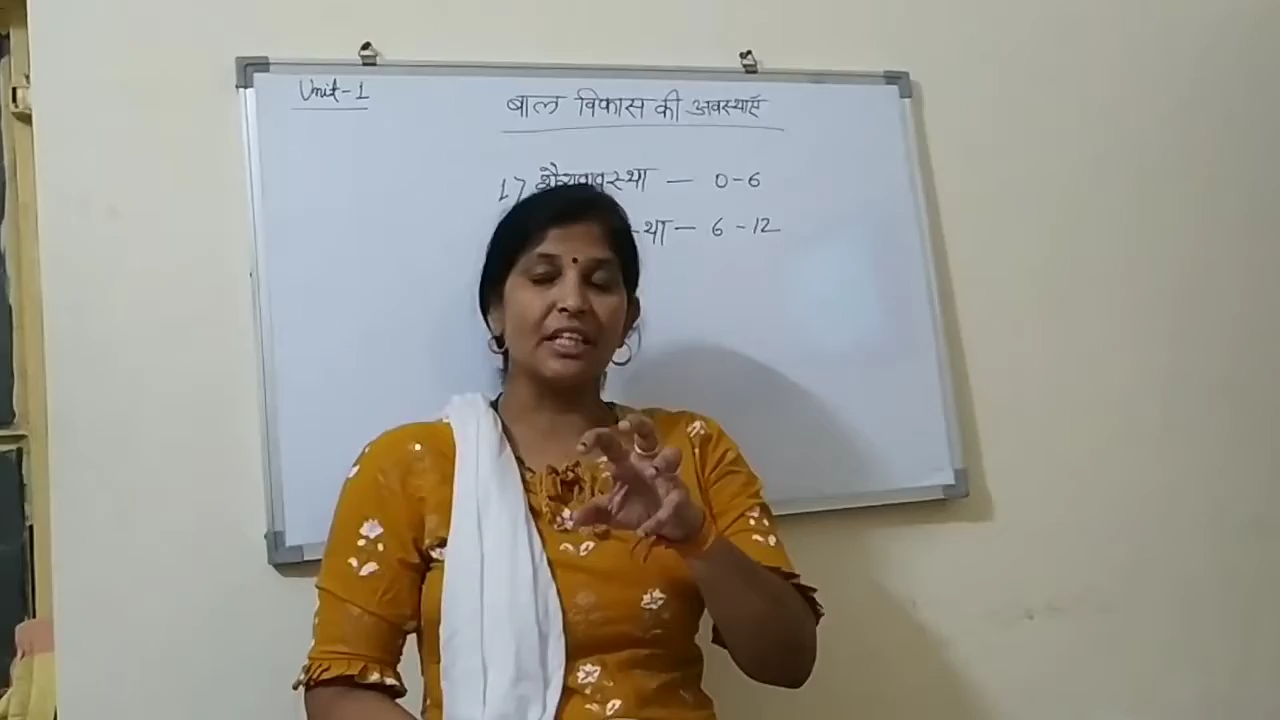 Unit-1
बाल विकास की अवस्थाएँ
1) शैशवावस्था — 0-6
स्था — 6-12